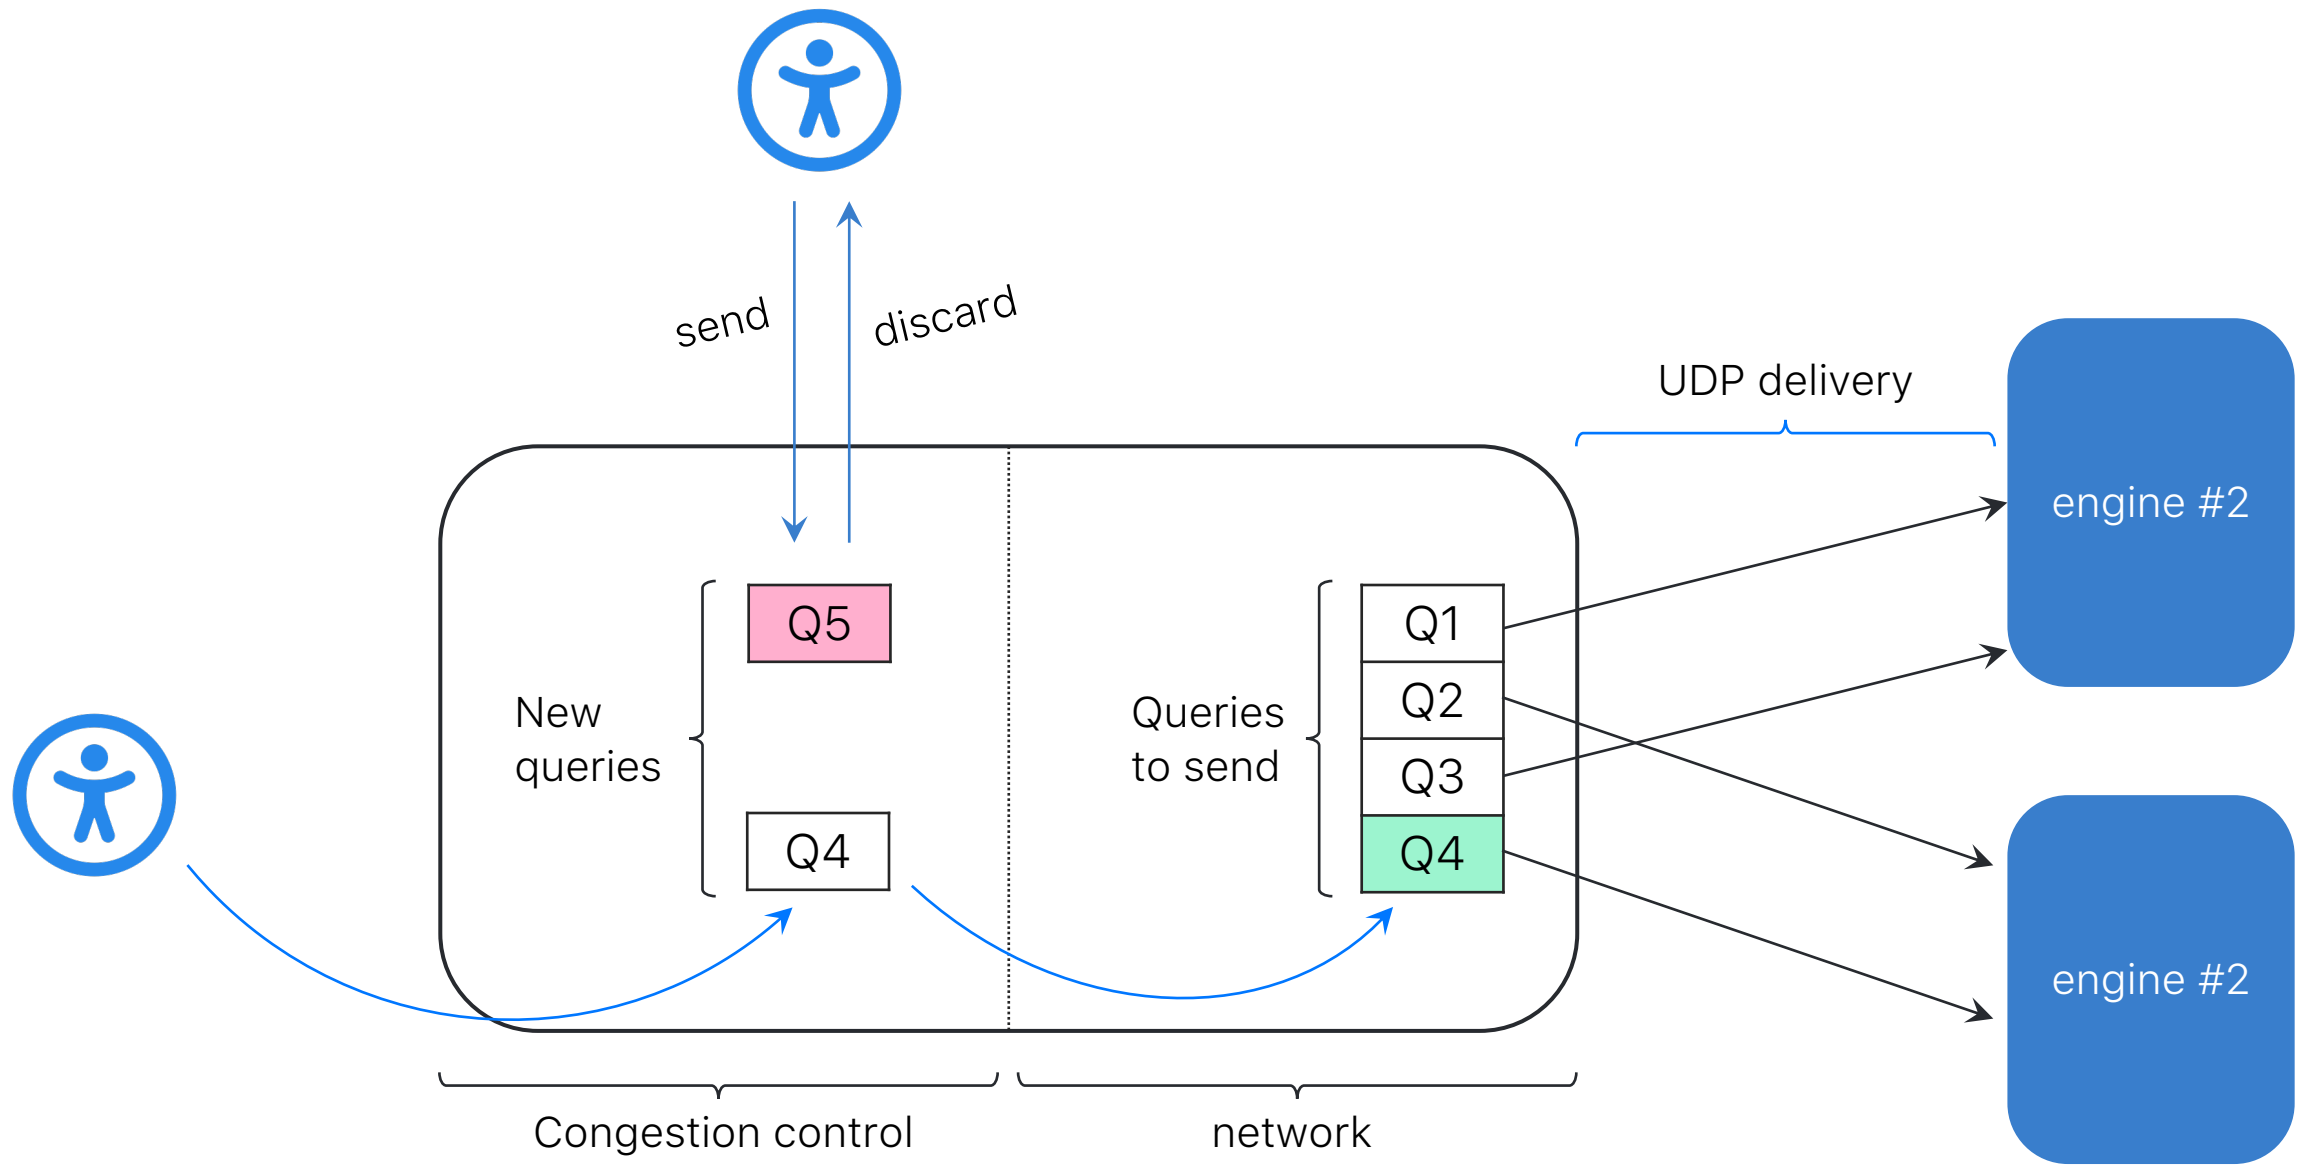 send
discard
UDP delivery
engine #2
Q5
Q1
New
queries
Queries
to send
Q2
Q3
Q4
Q4
engine #2
Congestion control
network